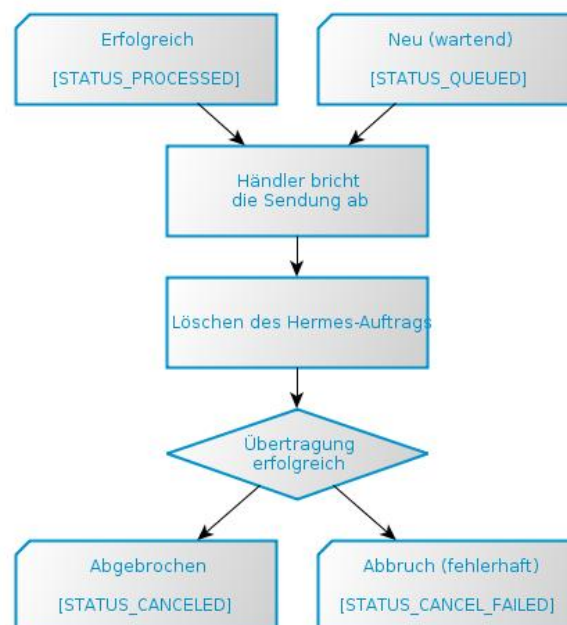 Erfolgreich
[STATUS_PROCESSED]
Neu (wartend)
[STATUS_QUEUED]
Händler bricht
die Sendung ab
Löschen des Hermes-Auftrags
Übertragung
erfolgreich
Abgebrochen
[STATUS_CANCELED]
Abbruch (fehlerhaft)
[STATUS_CANCEL_FAILED]